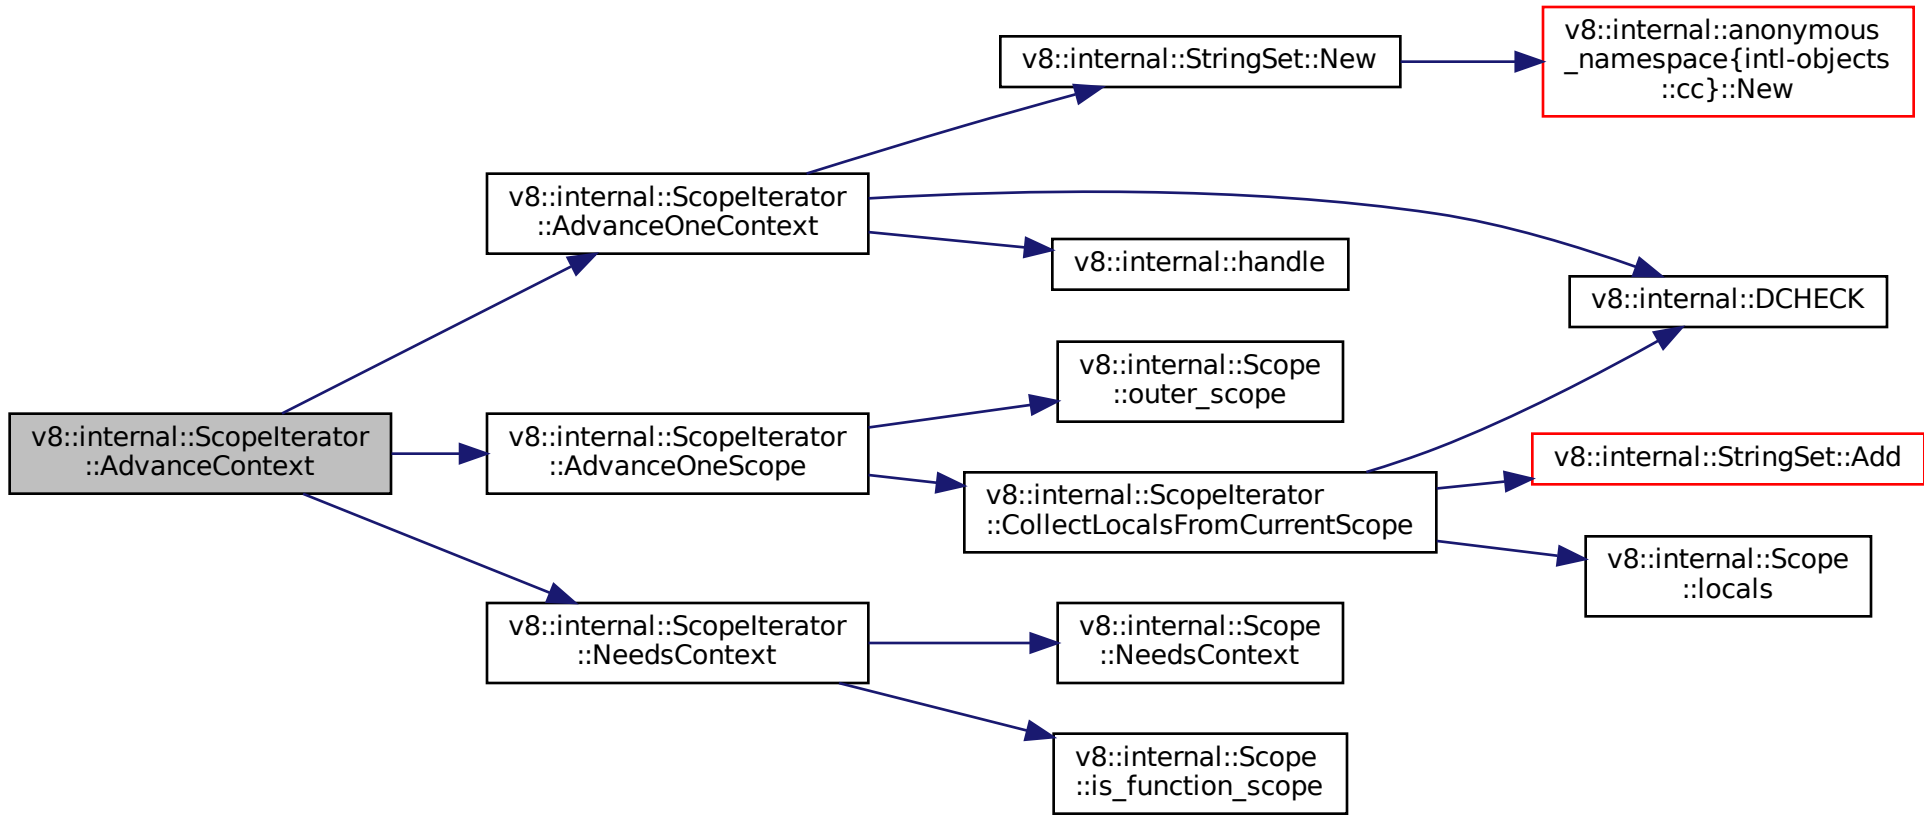 v8::internal::ScopeIterator
::AdvanceContext
v8::internal::ScopeIterator
::AdvanceOneContext
v8::internal::StringSet::New
v8::internal::anonymous
_namespace{intl-objects
::cc}::New
v8::internal::handle
v8::internal::DCHECK
v8::internal::ScopeIterator
::AdvanceOneScope
v8::internal::Scope
::outer_scope
v8::internal::ScopeIterator
::CollectLocalsFromCurrentScope
v8::internal::StringSet::Add
v8::internal::Scope
::locals
v8::internal::ScopeIterator
::NeedsContext
v8::internal::Scope
::NeedsContext
v8::internal::Scope
::is_function_scope